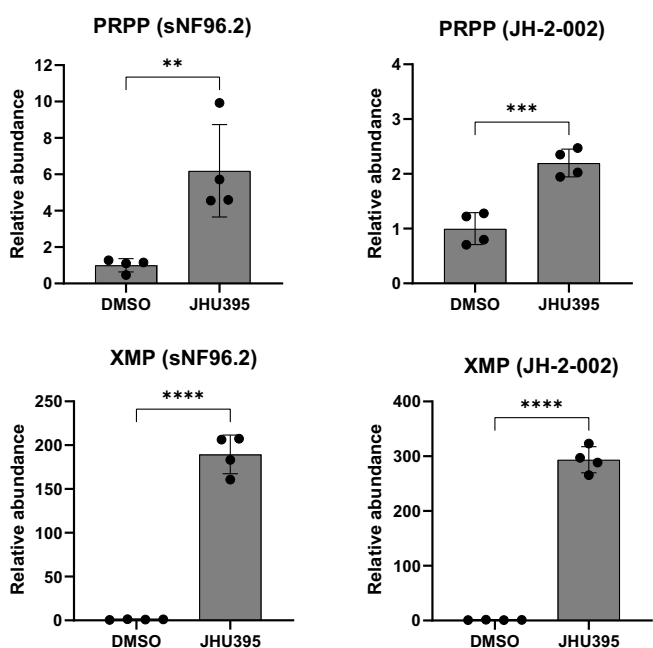 PRPP (sNF96.2)
Relative abundance
12
10
8
6
4
2
0
**
DMSO JHU395
PRPP (JH-2-002)
Relative abundance
4
3
2
1
0
***
DMSO JHU395
XMP (sNF96.2)
Relative abundance
250
200
150
100
50
0
****
DMSO JHU395
XMP (JH-2-002)
Relative abundance
400
300
200
100
0
****
DMSO JHU395